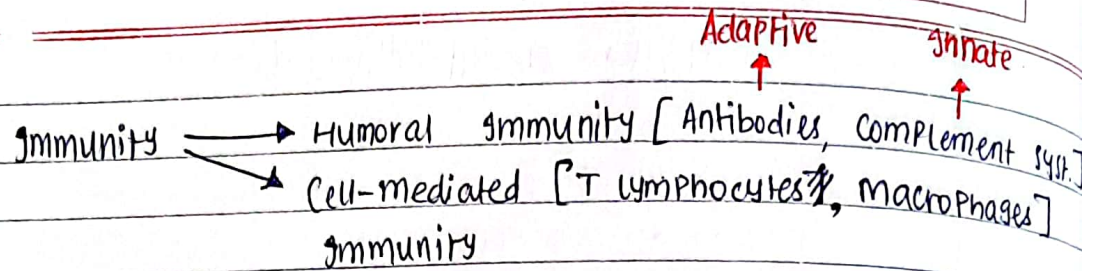 Adaptive Innate
Immunity → Humoral Immunity [Antibodies, Complement syst.]
→ Cell-mediated [T lymphocytes, Macrophages]
Immunity